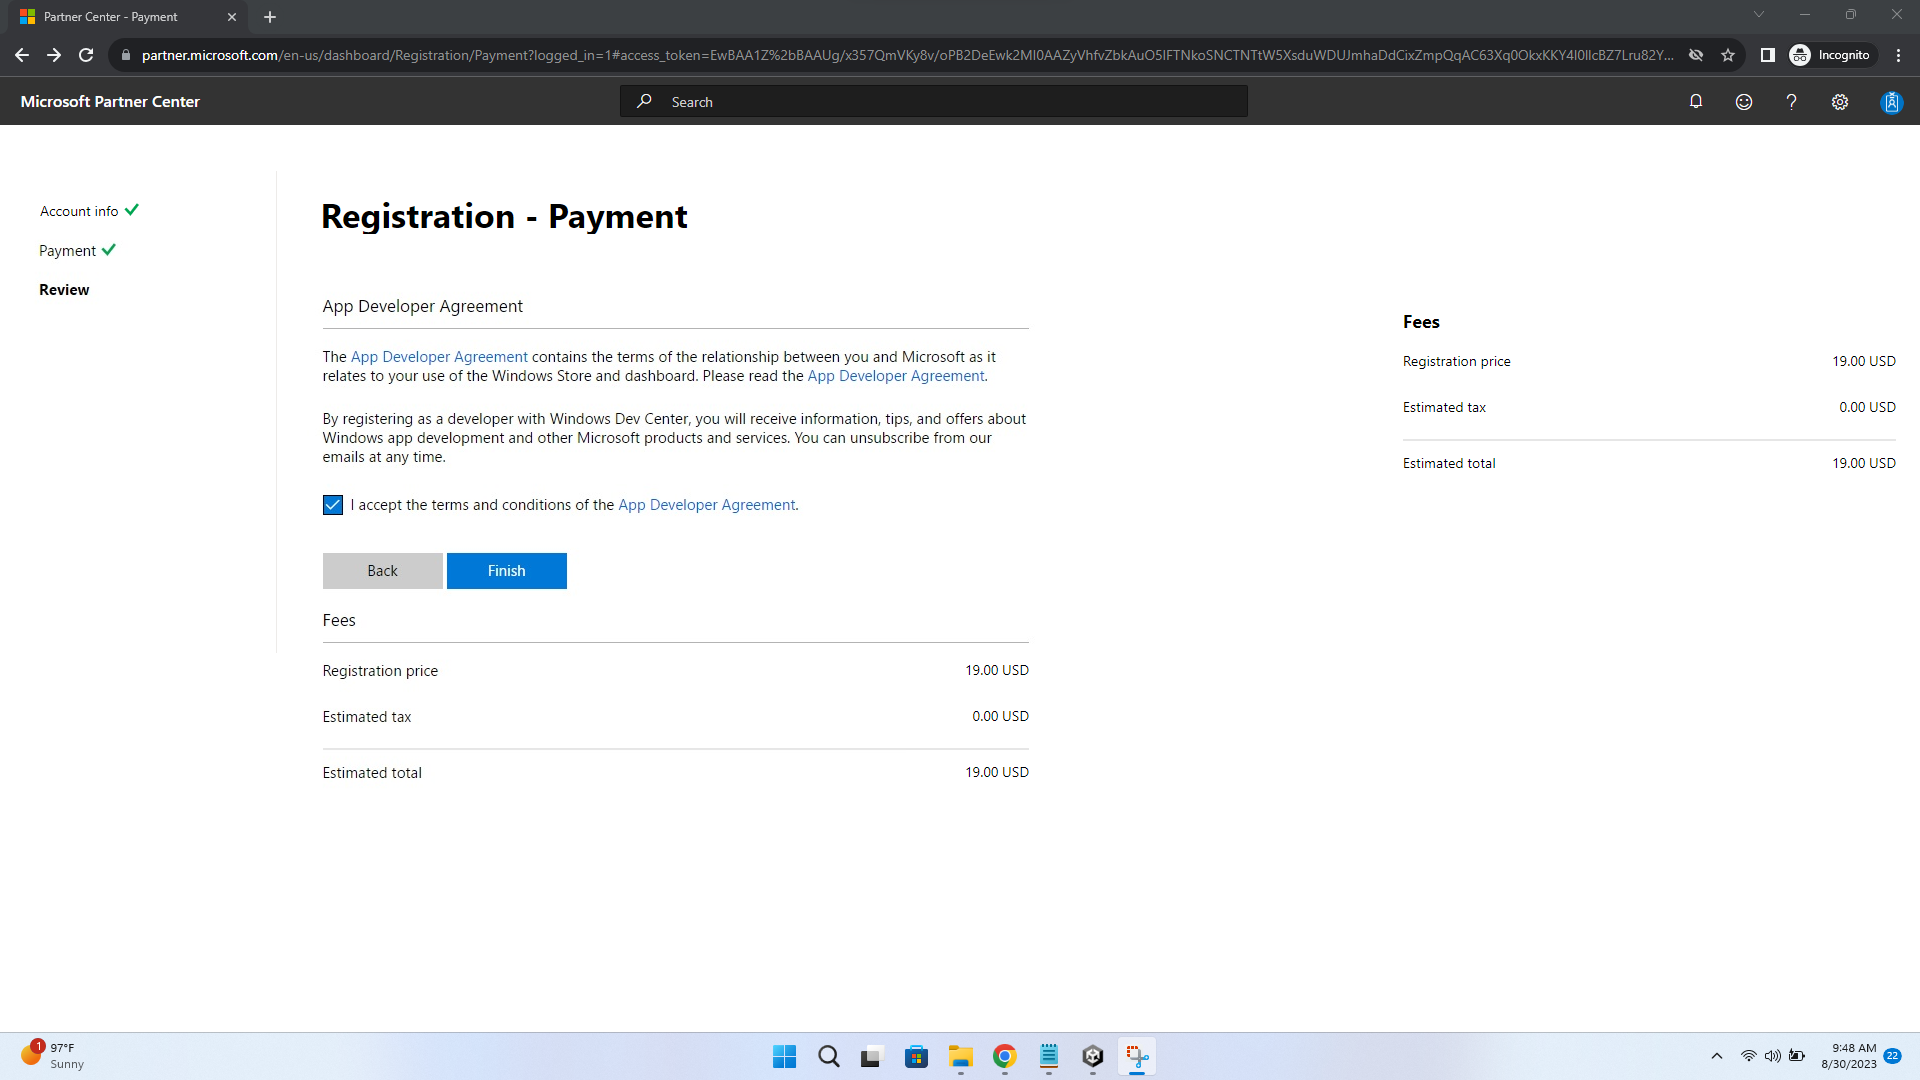 Partner Center - Payment
partner.microsoft.com/en-us/dashboard/Registration/Payment?logged_in=1#access_token=EwBAA1Z%2bBAAUg/x357QmVKy8v/oPB2DeEwk2MI0AAZyVhfvZbkAuO5IFTNkoSNCTNTtW5XsduWDUJmhaDdCixZmpQqAC63Xq0OkxKKY4I0IlcBZ7Lru82Y...
Incognito
Microsoft Partner Center
Search
Account info
Payment
Review
Registration - Payment
App Developer Agreement
The App Developer Agreement contains the terms of the relationship between you and Microsoft as it
relates to your use of the Windows Store and dashboard. Please read the App Developer Agreement.
By registering as a developer with Windows Dev Center, you will receive information, tips, and offers about
Windows app development and other Microsoft products and services. You can unsubscribe from our
emails at any time.
I accept the terms and conditions of the App Developer Agreement.
Back
Finish
Fees
Registration price 19.00 USD
Estimated tax 0.00 USD
Estimated total 19.00 USD
Fees
Registration price 19.00 USD
Estimated tax 0.00 USD
Estimated total 19.00 USD
1
97°F
Sunny
9:48 AM
8/30/2023
22